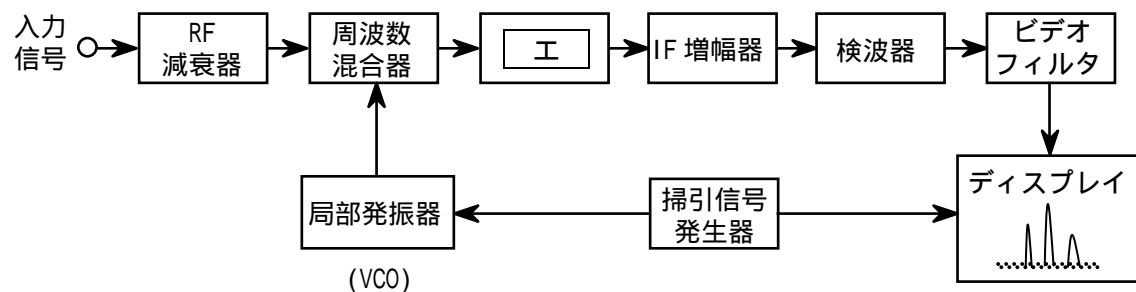 入力
信号
RF
減衰器
周波数
混合器
エ
IF 増幅器
検波器
ビデオ
フィルタ
局部発振器
(VCO)
掃引信号
発生器
ディスプレイ